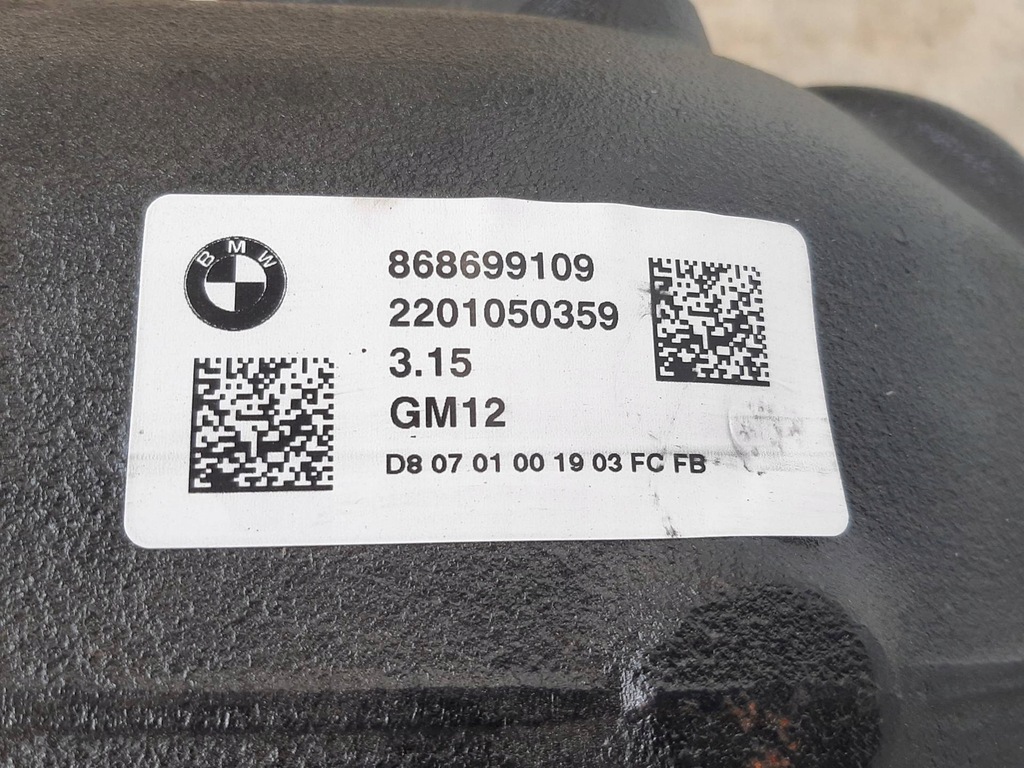 BMW
868699109
2201050359
3.15
GM12
D8 07 01 00 19 03 FC FB